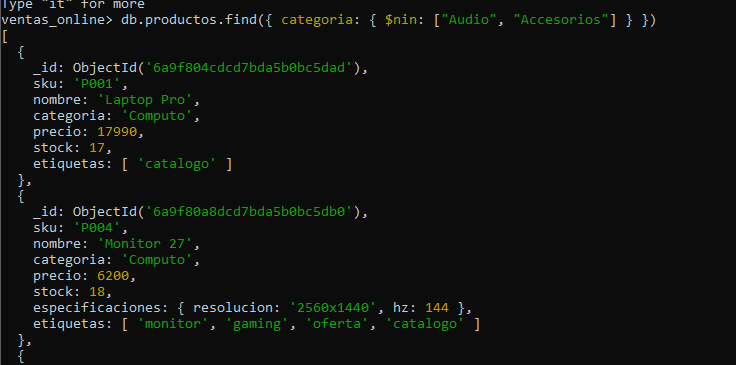 Type "it" for more
ventas_online> db.productos.find({ categoria: { $nin: ["Audio", "Accesorios"] } })
[
  {
    _id: ObjectId('6a9f804cdcd7bda5b0bc5dad'),
    sku: 'P001',
    nombre: 'Laptop Pro',
    categoria: 'Computo',
    precio: 17990,
    stock: 17,
    etiquetas: [ 'catalogo' ]
  },
  {
    _id: ObjectId('6a9f80a8dcd7bda5b0bc5db0'),
    sku: 'P004',
    nombre: 'Monitor 27',
    categoria: 'Computo',
    precio: 6200,
    stock: 18,
    especificaciones: { resolucion: '2560x1440', hz: 144 },
    etiquetas: [ 'monitor', 'gaming', 'oferta', 'catalogo' ]
  },
  {